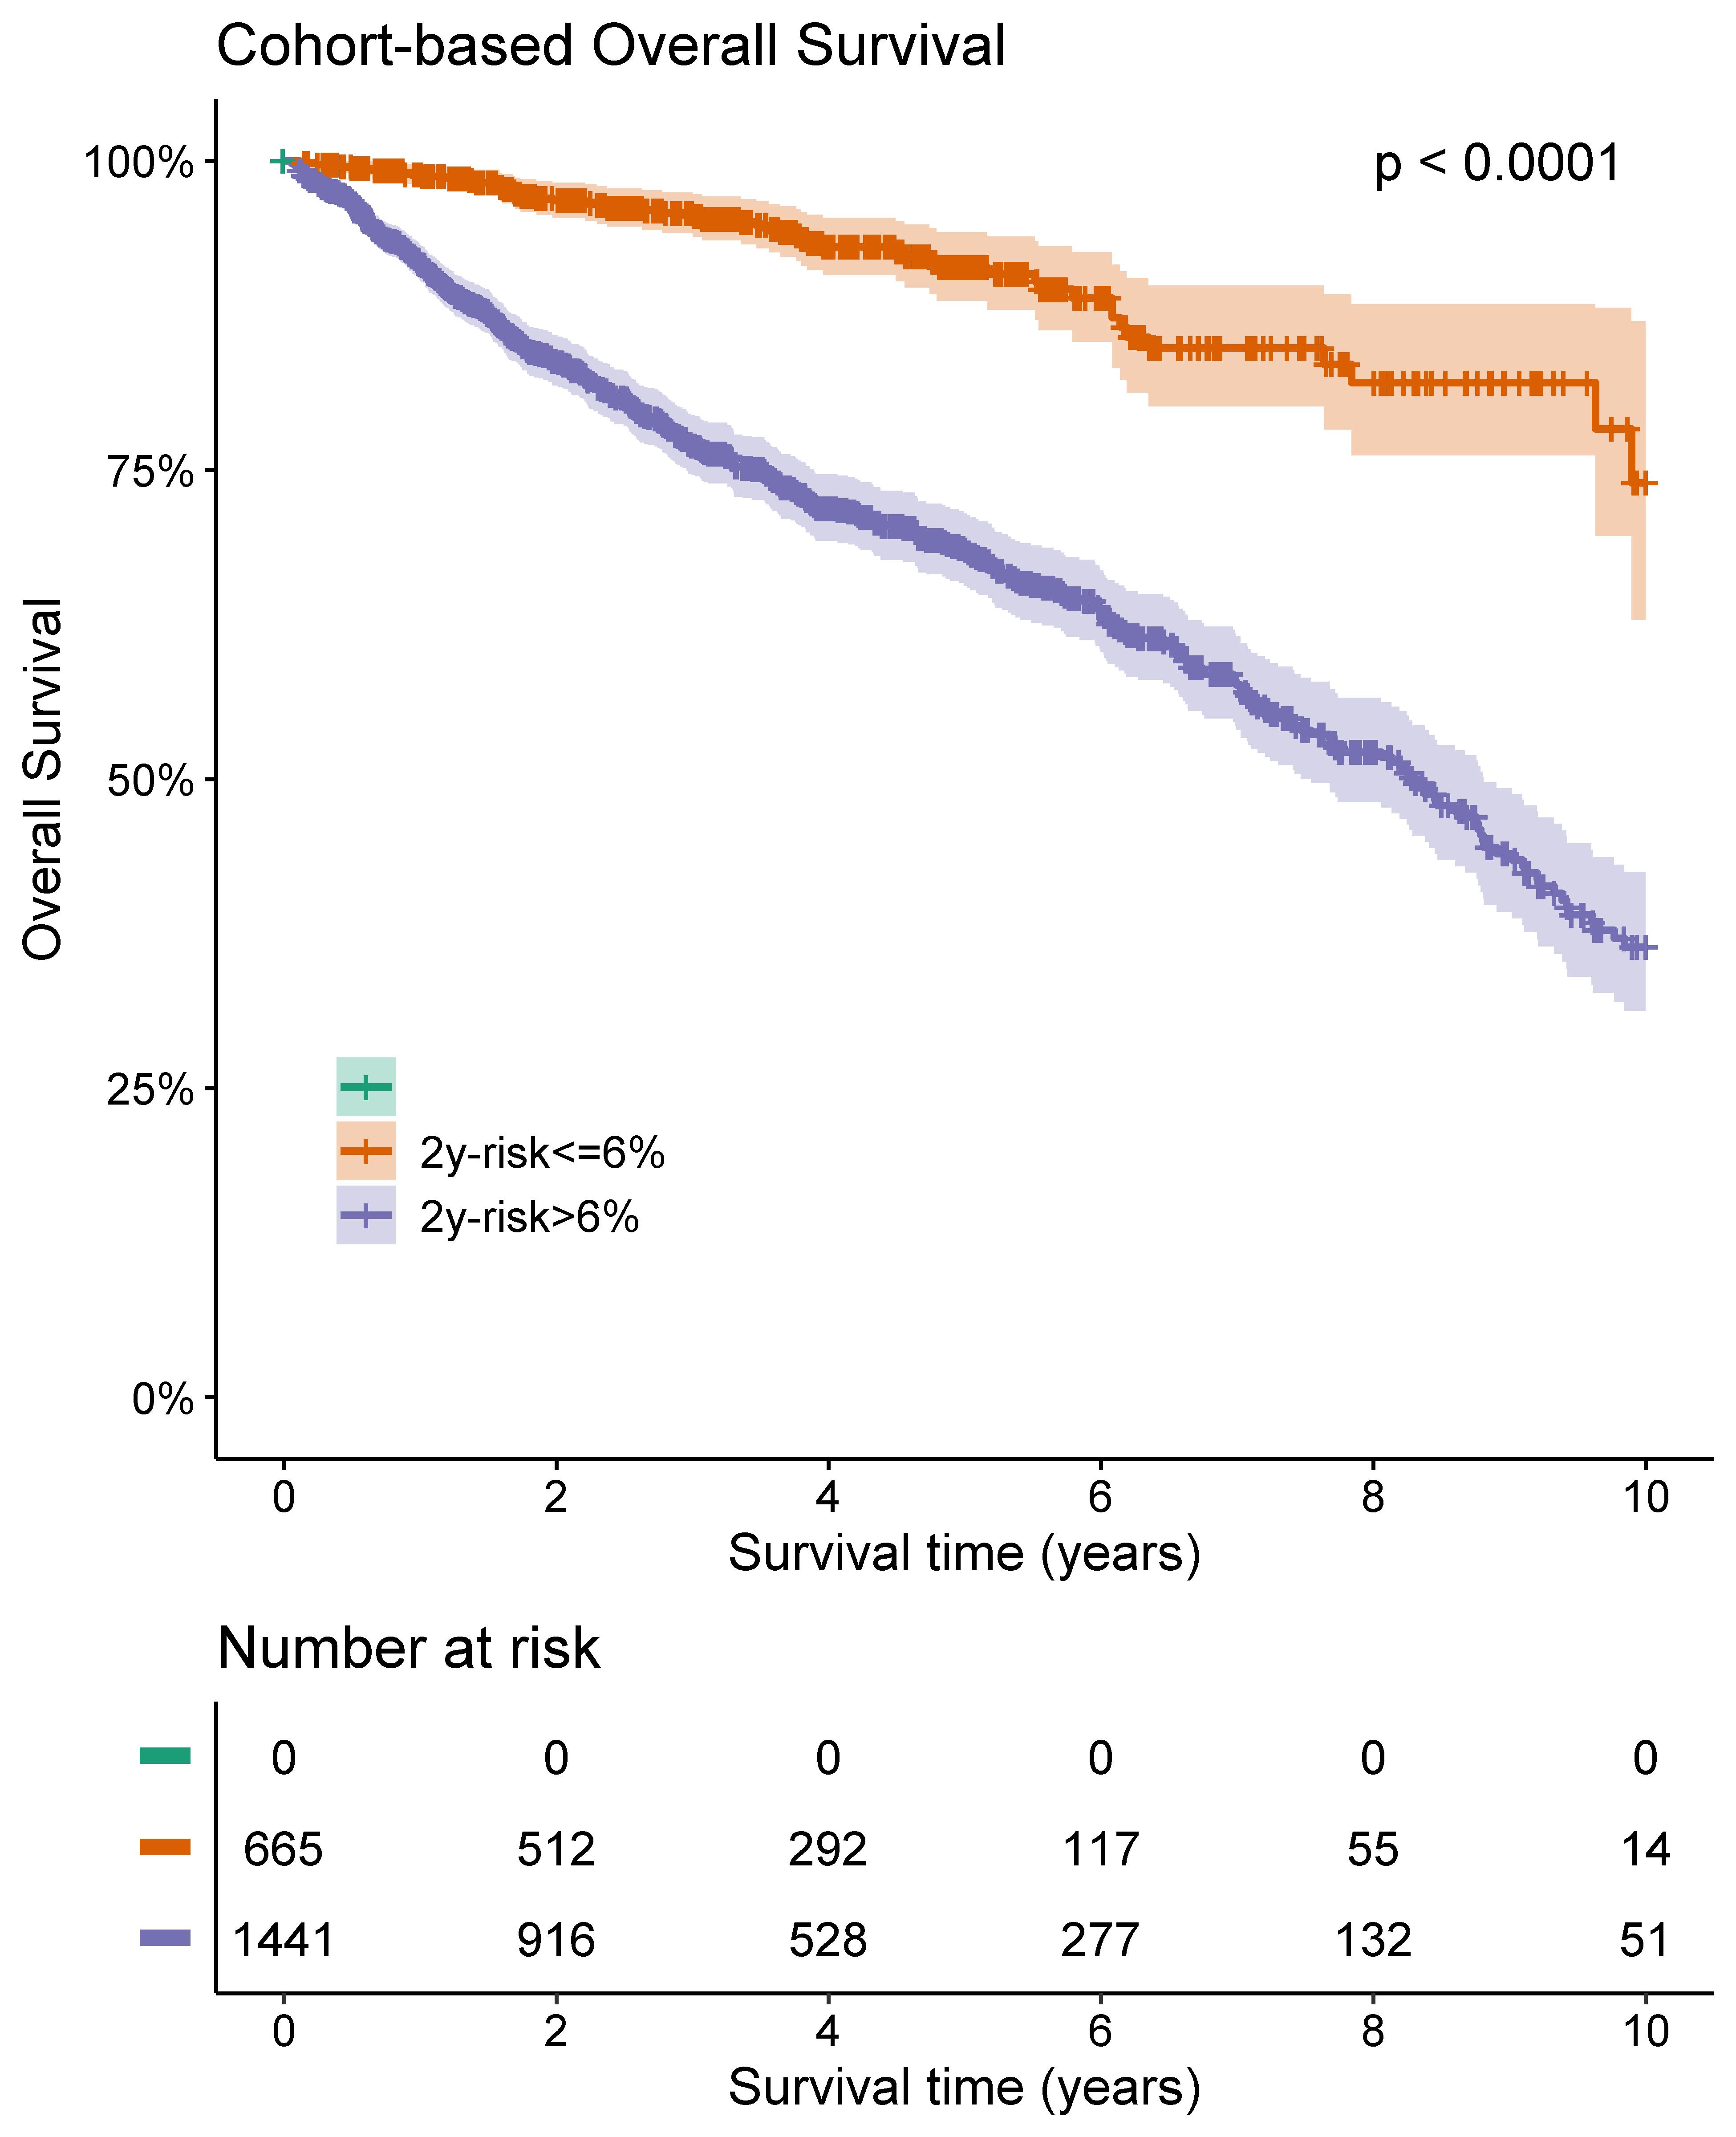 Cohort-based Overall Survival
100%
75%
50%
25%
0%
Overall Survival
p < 0.0001
2y-risk<=6%
2y-risk>6%
0 2 4 6 8 10
Survival time (years)
Number at risk
0 0 0 0 0 0
665 512 292 117 55 14
1441 916 528 277 132 51
0 2 4 6 8 10
Survival time (years)